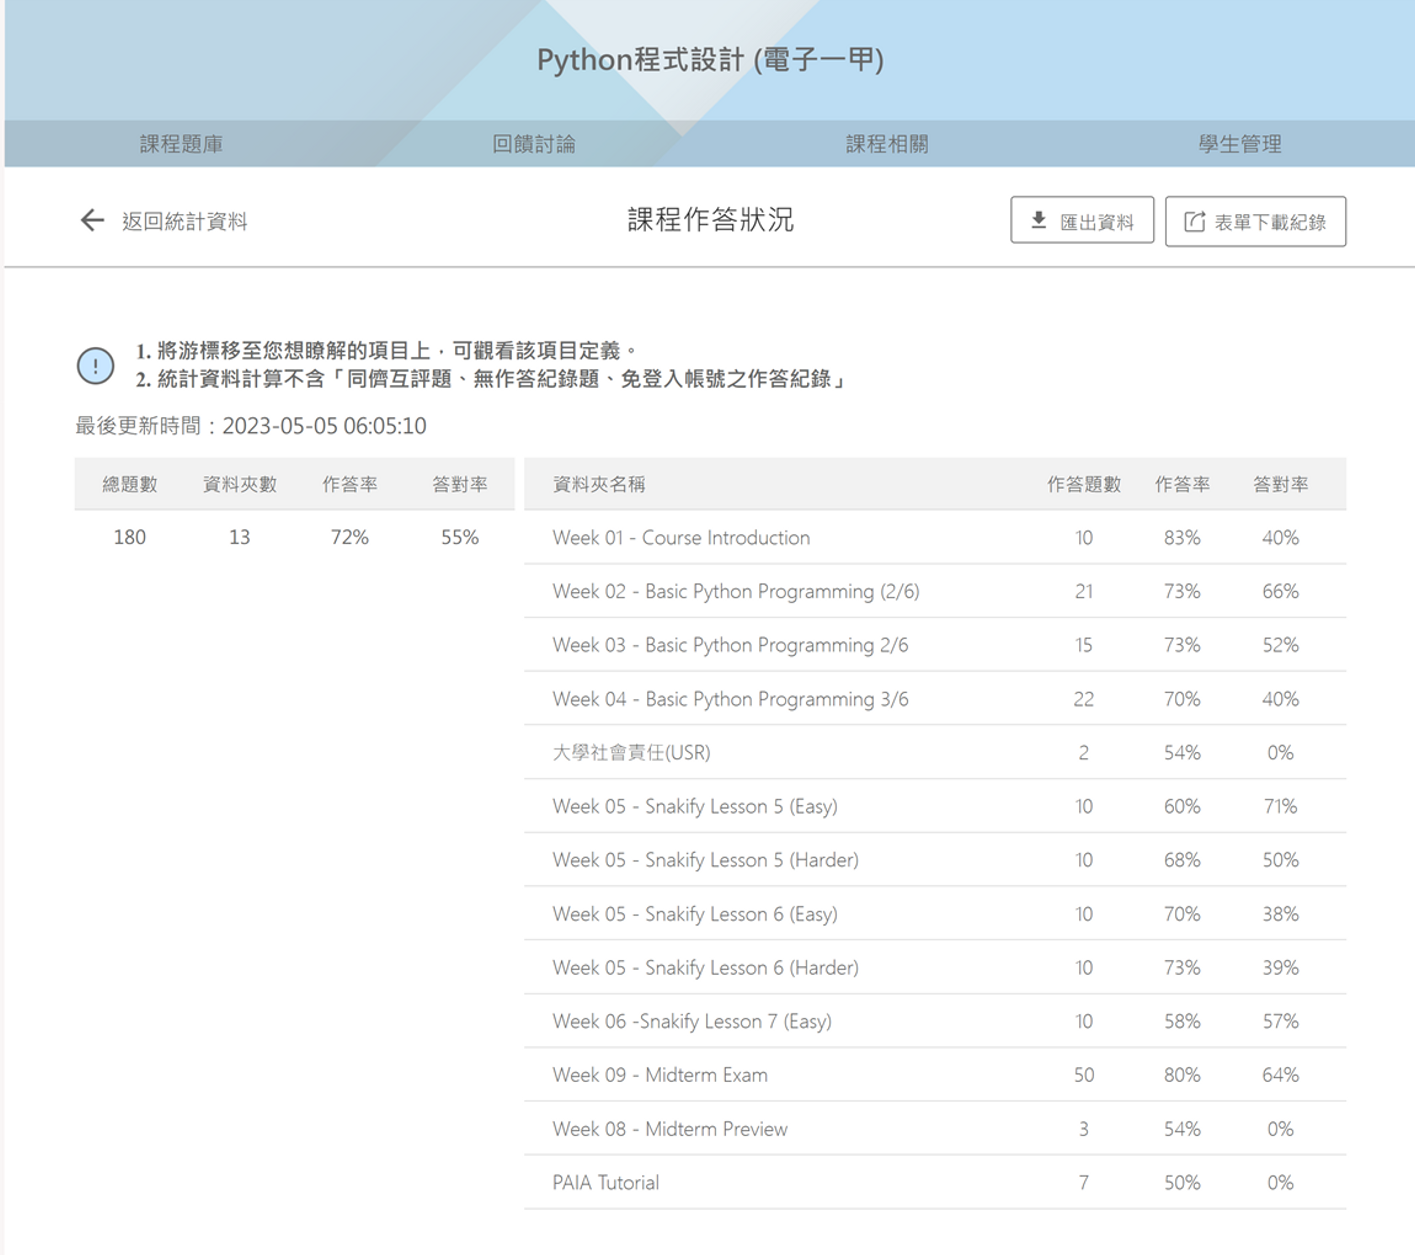 Python程式設計 (電子一甲)
課程題庫 回饋討論 課程相關 學生管理
返回統計資料 課程作答狀況 匯出資料 表單下載紀錄
1. 將游標移至您想瞭解的項目上，可觀看該項目定義。
2. 統計資料計算不含「同儕互評題、無作答紀錄題、免登入帳號之作答紀錄」
最後更新時間：2023-05-05 06:05:10
總題數 資料夾數 作答率 答對率
180 13 72% 55%
資料夾名稱 作答題數 作答率 答對率
Week 01 - Course Introduction 10 83% 40%
Week 02 - Basic Python Programming (2/6) 21 73% 66%
Week 03 - Basic Python Programming 2/6 15 73% 52%
Week 04 - Basic Python Programming 3/6 22 70% 40%
大學社會責任(USR) 2 54% 0%
Week 05 - Snakify Lesson 5 (Easy) 10 60% 71%
Week 05 - Snakify Lesson 5 (Harder) 10 68% 50%
Week 05 - Snakify Lesson 6 (Easy) 10 70% 38%
Week 05 - Snakify Lesson 6 (Harder) 10 73% 39%
Week 06 -Snakify Lesson 7 (Easy) 10 58% 57%
Week 09 - Midterm Exam 50 80% 64%
Week 08 - Midterm Preview 3 54% 0%
PAIA Tutorial 7 50% 0%